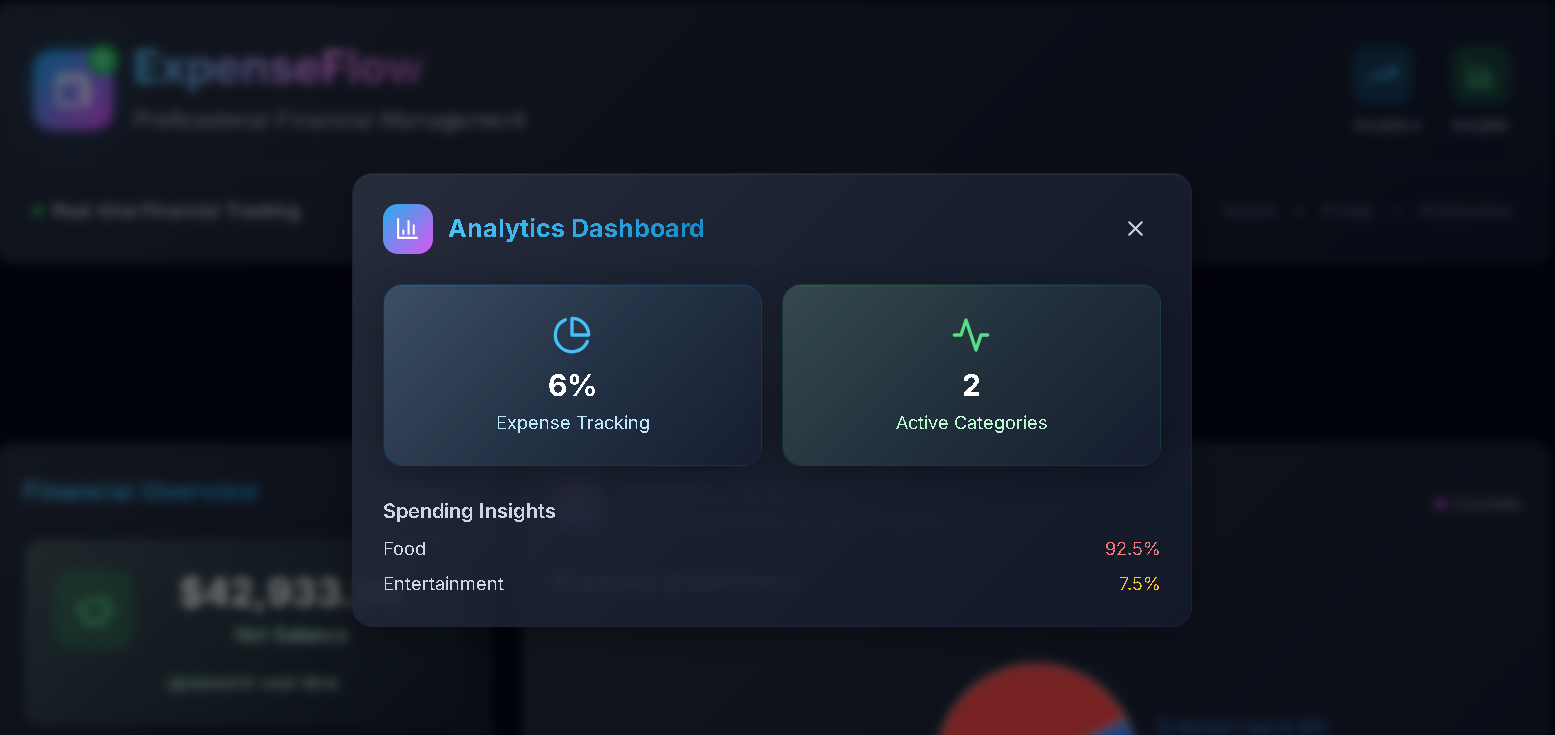 ExpenseFlow
Professional Financial Management
Analytics
Insights
Real-time Financial Tracking
Analytics Dashboard
6%
Expense Tracking
2
Active Categories
Spending Insights
Food
92.5%
Entertainment
7.5%
Financial Overview
$42,933.
Net Balance
Updated in real-time